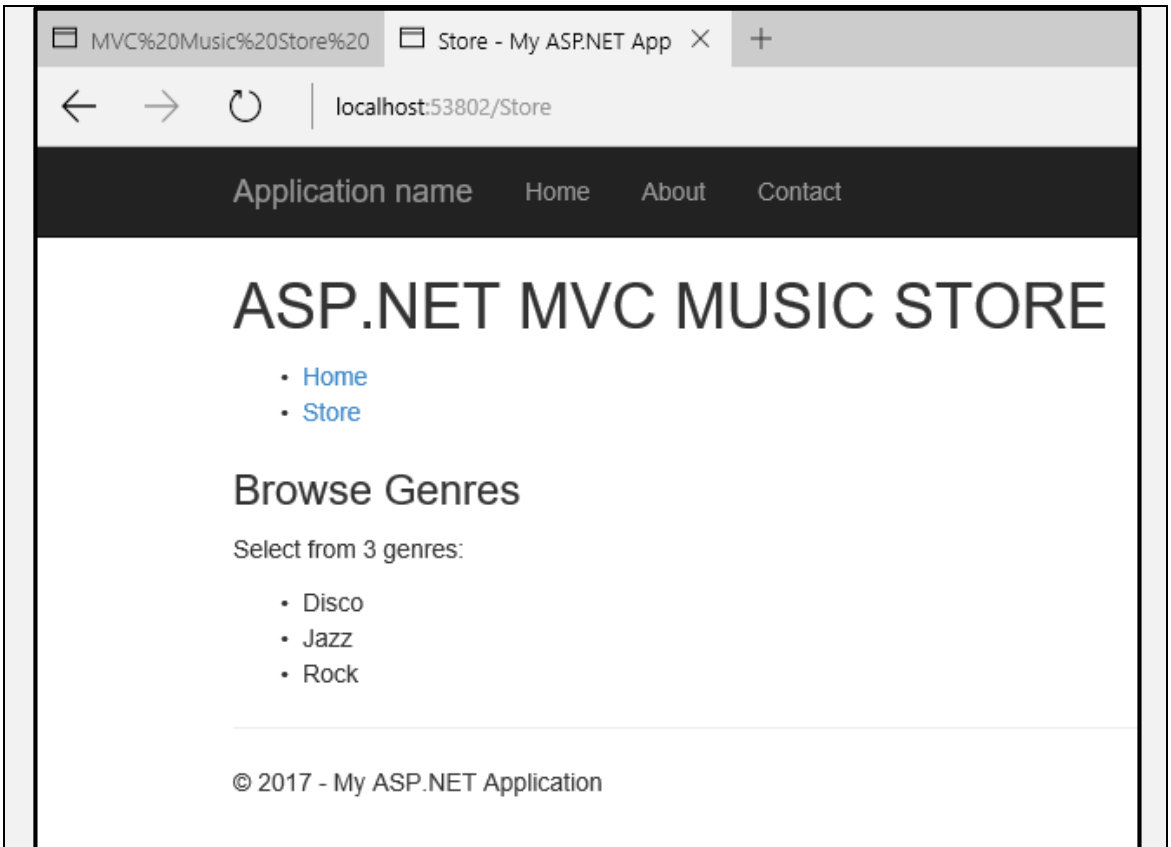 MVC%20Music%20Store%20 Store - My ASP.NET App
localhost:53802/Store
Application name Home About Contact
ASP.NET MVC MUSIC STORE
• Home
• Store
Browse Genres
Select from 3 genres:
• Disco
• Jazz
• Rock
© 2017 - My ASP.NET Application